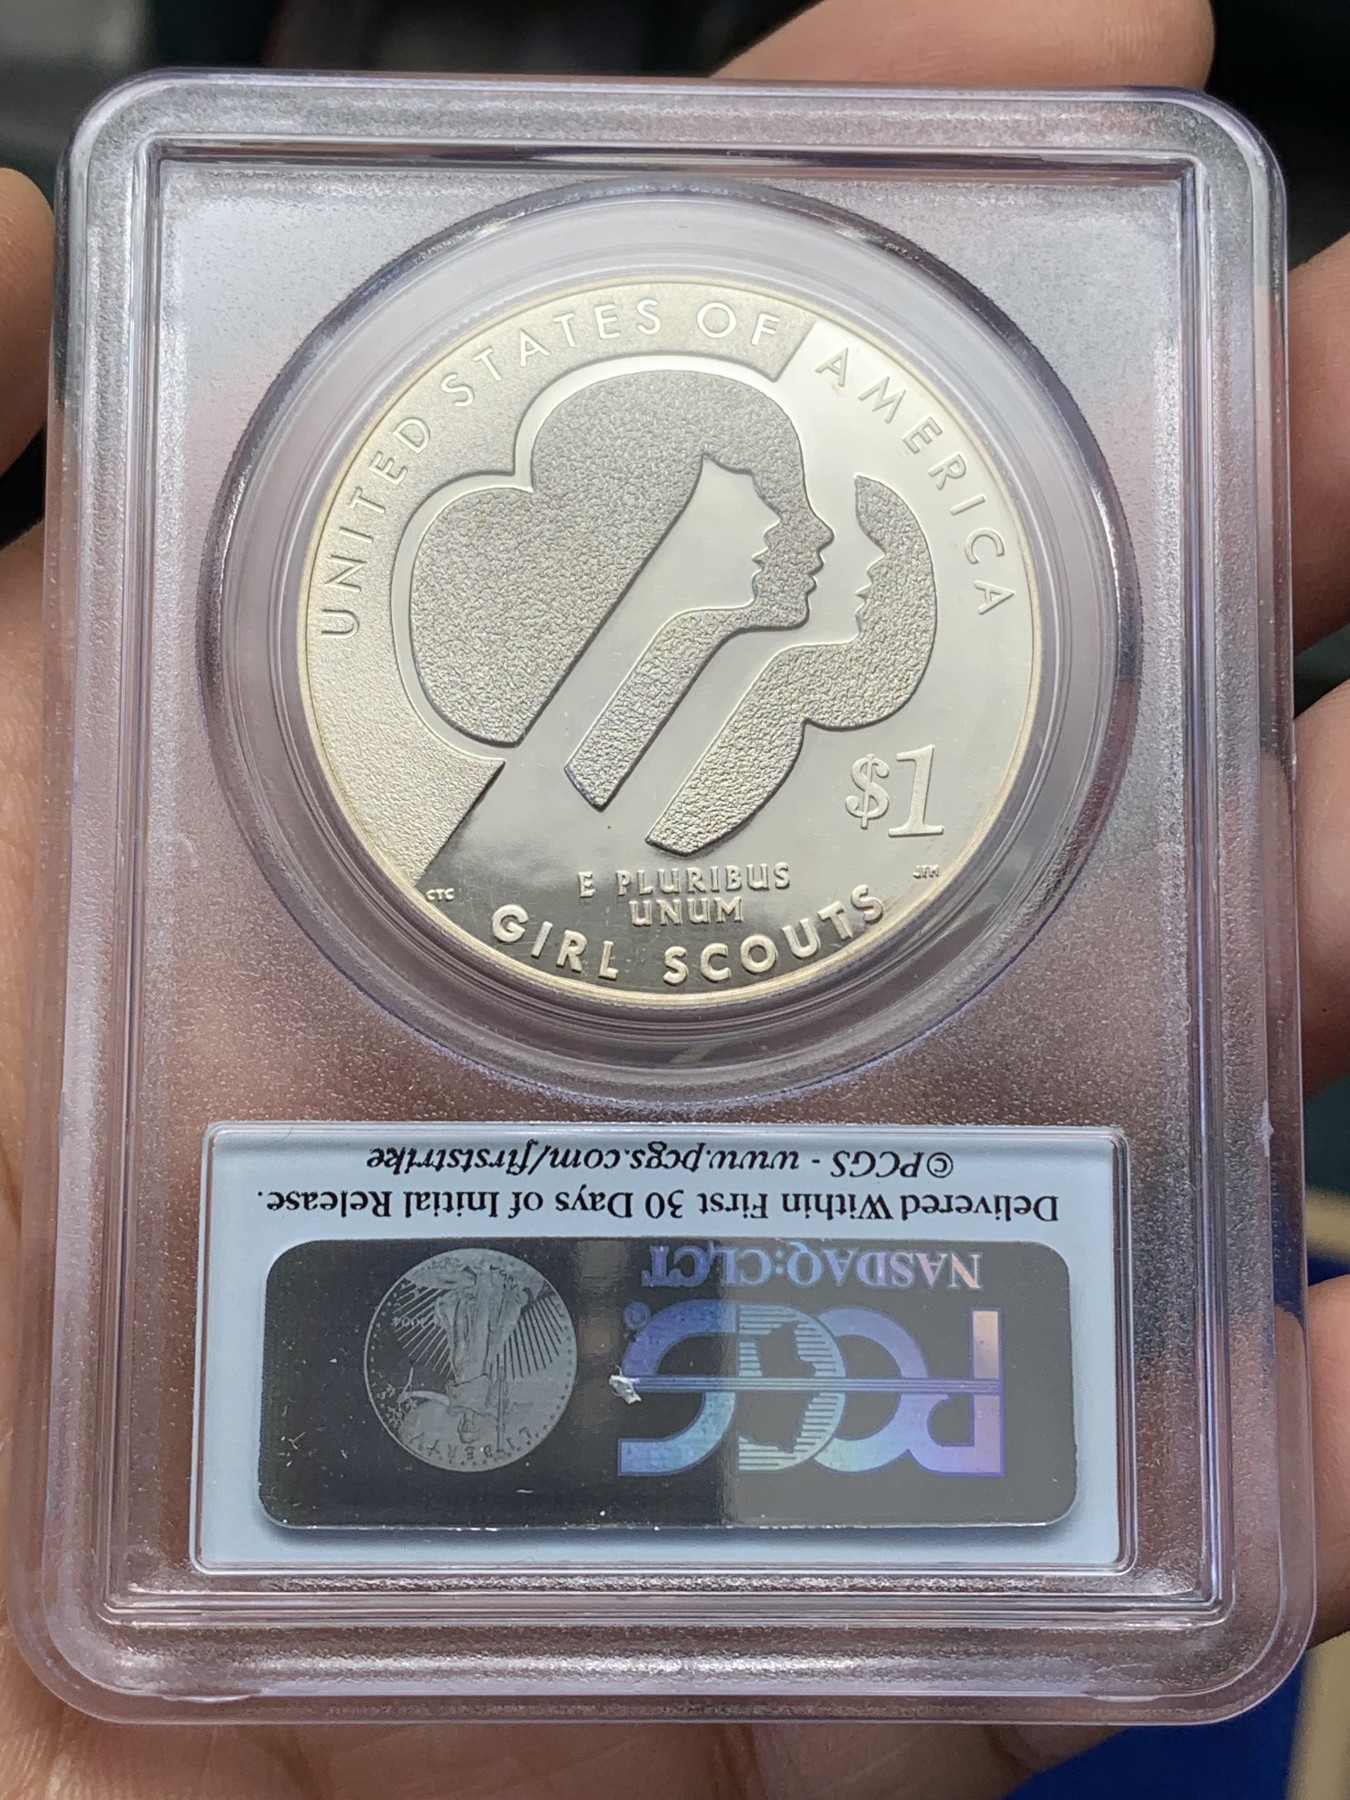 UNITED STATES OF AMERICA
$1
E PLURIBUS
UNUM
CTC
JFM
GIRL SCOUTS
NASDAQ:CLCT
PCGS®
LIBERTY
Delivered Within First 30 Days of Initial Release.
©PCGS - www.pcgs.com/firststrike